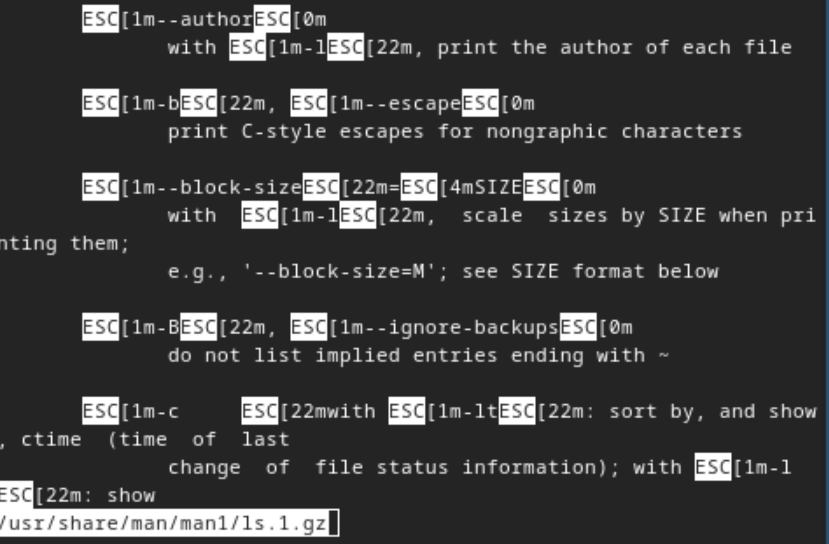 ESC[1m--authorESC[0m
with ESC[1m-lESC[22m, print the author of each file
ESC[1m-bESC[22m, ESC[1m--escapeESC[0m
print C-style escapes for nongraphic characters
ESC[1m--block-sizeESC[22m=ESC[4mSIZEESC[0m
with  ESC[1m-lESC[22m,  scale  sizes by SIZE when pri
nting them;
e.g., '--block-size=M'; see SIZE format below
ESC[1m-BESC[22m, ESC[1m--ignore-backupsESC[0m
do not list implied entries ending with ~
ESC[1m-c     ESC[22mwith ESC[1m-ltESC[22m: sort by, and show
, ctime  (time  of  last
change  of  file status information); with ESC[1m-l
ESC[22m: show
/usr/share/man/man1/ls.1.gz